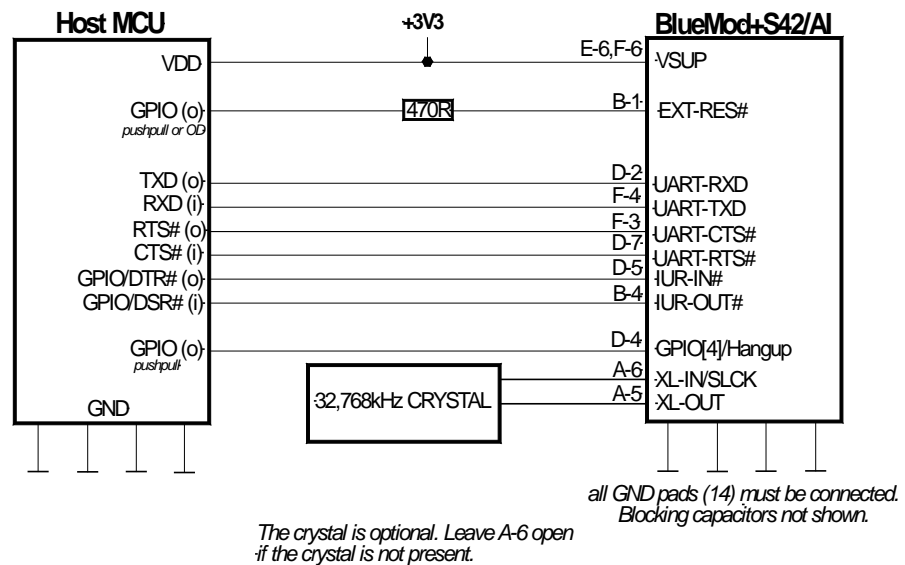 Host MCU
+3V3
BlueMod+S42/AI
VDD
E-6,F-6
VSUP
GPIO (o)
pushpull or OD
470R
B-1
EXT-RES#
TXD (o)
D-2
UART-RXD
RXD (i)
F-4
UART-TXD
RTS# (o)
F-3
UART-CTS#
CTS# (i)
D-7
UART-RTS#
GPIO/DTR# (o)
D-5
IUR-IN#
GPIO/DSR# (i)
B-4
IUR-OUT#
GPIO (o)
pushpull
D-4
GPIO[4]/Hangup
A-6
XL-IN/SLCK
32,768kHz CRYSTAL
A-5
XL-OUT
GND
all GND pads (14) must be connected.
Blocking capacitors not shown.
The crystal is optional. Leave A-6 open
if the crystal is not present.